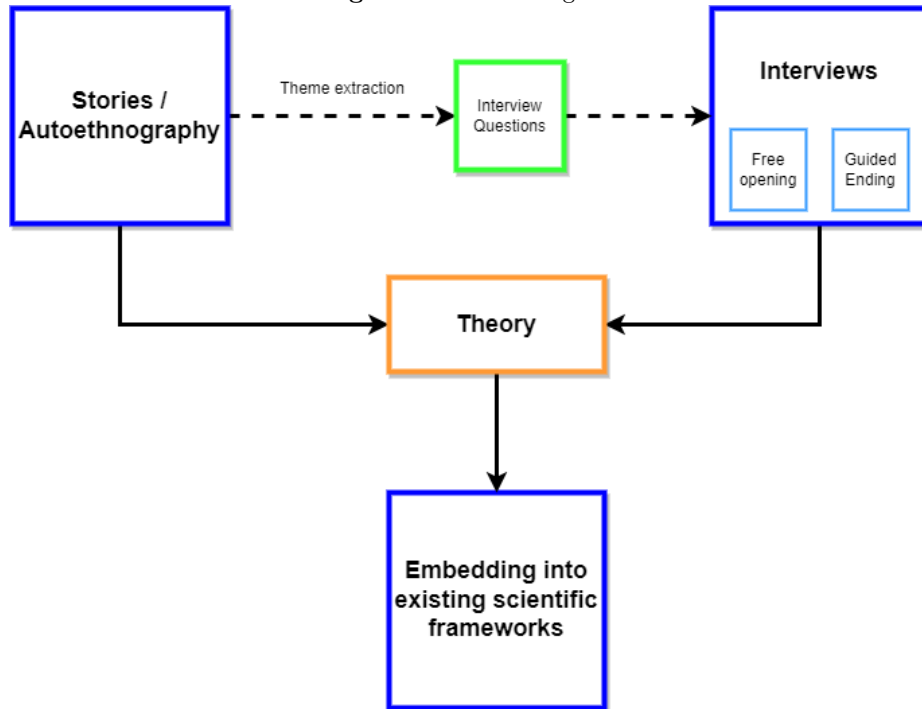 Stories /
Autoethnography
Theme extraction
Interview
Questions
Interviews
Free
opening
Guided
Ending
Theory
Embedding into
existing scientific
frameworks